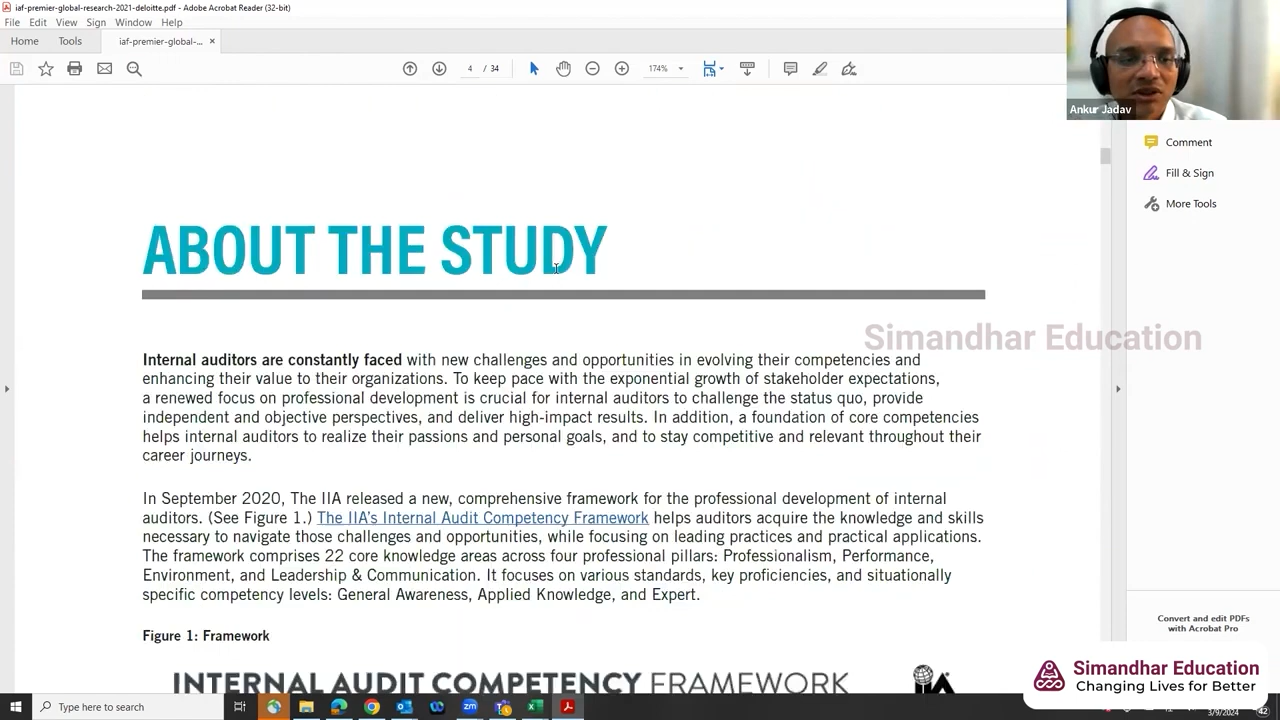 iaf-premier-global-research-2021-deloitte.pdf - Adobe Acrobat Reader (32-bit)
File Edit View Sign Window Help
Home Tools iaf-premier-global-... ×
4 / 34 174%
Ankur Jadav
Comment
Fill & Sign
More Tools
ABOUT THE STUDY
Simandhar Education
Internal auditors are constantly faced with new challenges and opportunities in evolving their competencies and
enhancing their value to their organizations. To keep pace with the exponential growth of stakeholder expectations,
a renewed focus on professional development is crucial for internal auditors to challenge the status quo, provide
independent and objective perspectives, and deliver high-impact results. In addition, a foundation of core competencies
helps internal auditors to realize their passions and personal goals, and to stay competitive and relevant throughout their
career journeys.
In September 2020, The IIA released a new, comprehensive framework for the professional development of internal
auditors. (See Figure 1.) The IIA's Internal Audit Competency Framework helps auditors acquire the knowledge and skills
necessary to navigate those challenges and opportunities, while focusing on leading practices and practical applications.
The framework comprises 22 core knowledge areas across four professional pillars: Professionalism, Performance,
Environment, and Leadership & Communication. It focuses on various standards, key proficiencies, and situationally
specific competency levels: General Awareness, Applied Knowledge, and Expert.
Figure 1: Framework
INTERNAL AUDIT COMPETENCY FRAMEWORK
Convert and edit PDFs
with Acrobat Pro
Simandhar Education
Changing Lives for Better
Type here to search
3/9/2024
42